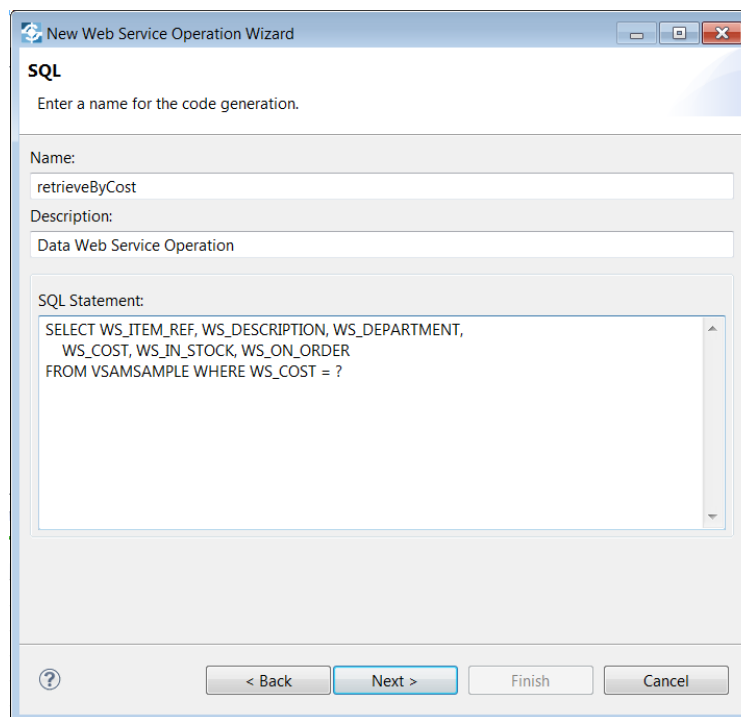 New Web Service Operation Wizard
SQL
Enter a name for the code generation.
Name:
retrieveByCost
Description:
Data Web Service Operation
SQL Statement:
SELECT WS_ITEM_REF, WS_DESCRIPTION, WS_DEPARTMENT,
WS_COST, WS_IN_STOCK, WS_ON_ORDER
FROM VSAMSAMPLE WHERE WS_COST = ?
? < Back Next > Finish Cancel